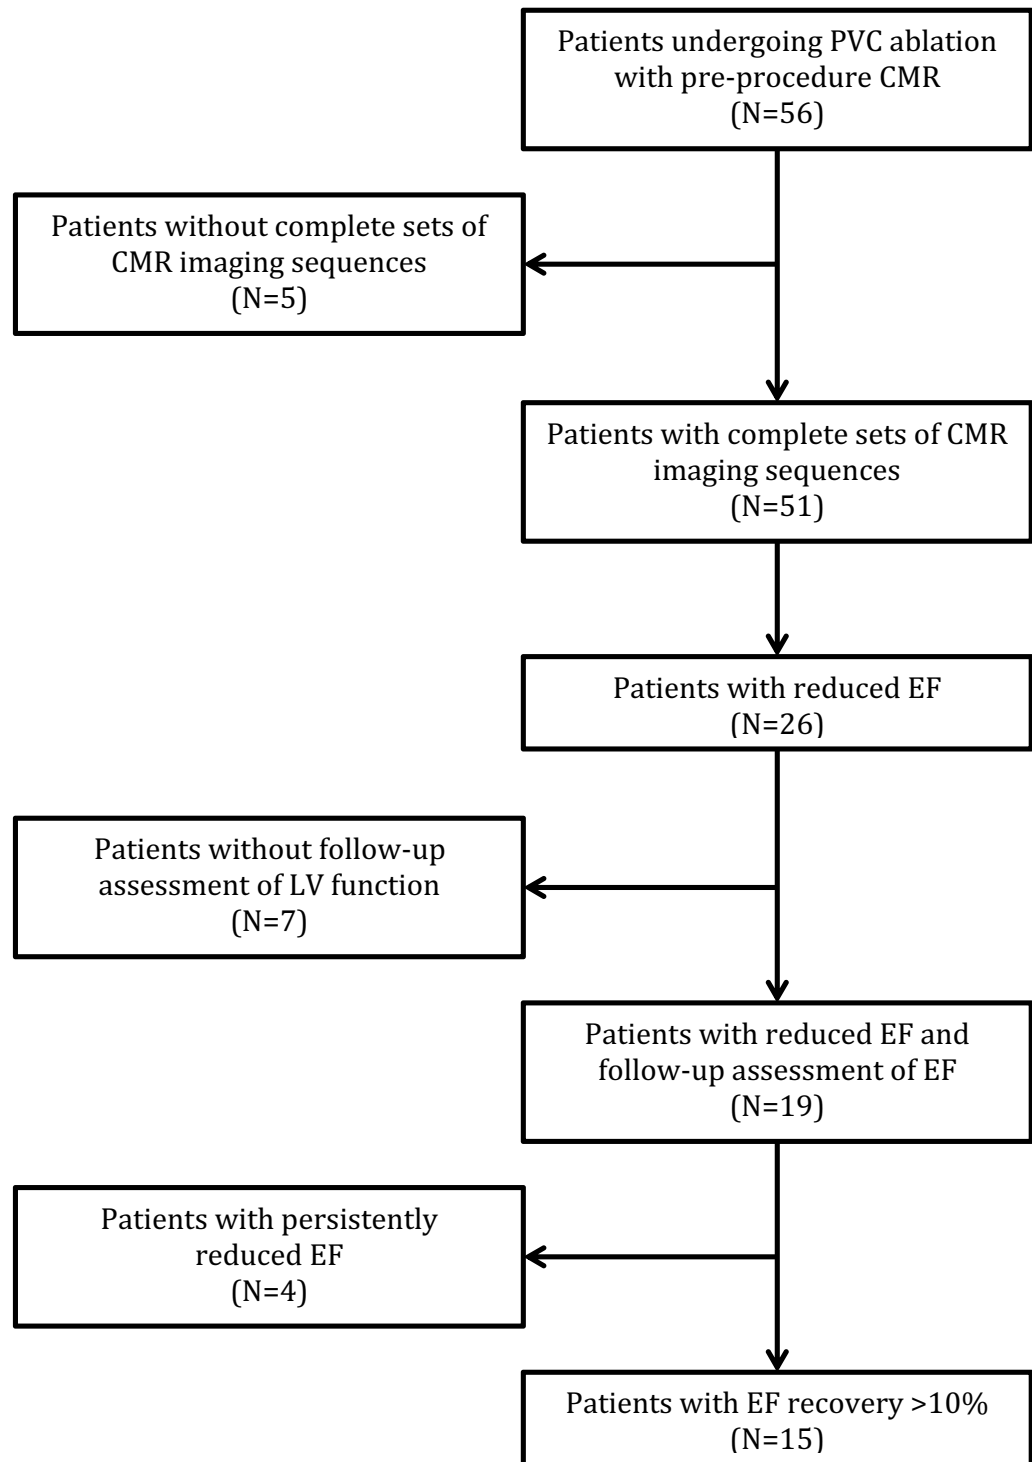 Patients undergoing PVC ablation
with pre-procedure CMR
(N=56)
Patients without complete sets of
CMR imaging sequences
(N=5)
Patients with complete sets of CMR
imaging sequences
(N=51)
Patients with reduced EF
(N=26)
Patients without follow-up
assessment of LV function
(N=7)
Patients with reduced EF and
follow-up assessment of EF
(N=19)
Patients with persistently
reduced EF
(N=4)
Patients with EF recovery >10%
(N=15)